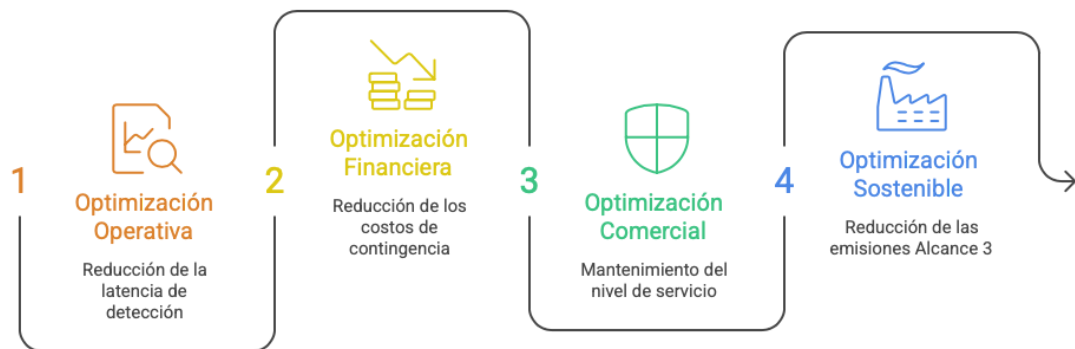 1
Optimización
Operativa
Reducción de la
latencia de
detección
2
Optimización
Financiera
Reducción de los
costos de
contingencia
3
Optimización
Comercial
Mantenimiento del
nivel de servicio
4
Optimización
Sostenible
Reducción de las
emisiones Alcance 3